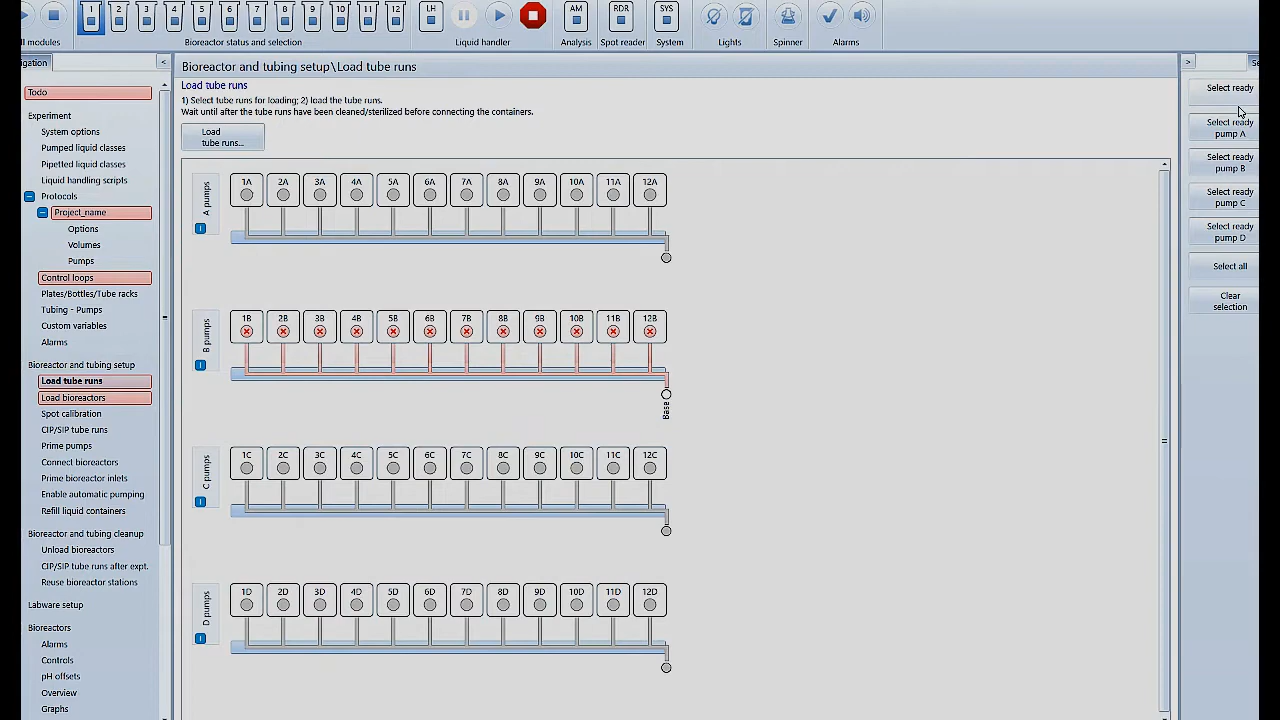 1 2 3 4 5 6 7 8 9 10 11 12 LH AM RDR SYS
ll modules Bioreactor status and selection Liquid handler Analysis Spot reader System Lights Spinner Alarms
igation < > Se
Bioreactor and tubing setup\Load tube runs
Load tube runs
1) Select tube runs for loading; 2) load the tube runs.
Wait until after the tube runs have been cleaned/sterilized before connecting the containers.
Load
tube runs...
Todo
Experiment
System options
Pumped liquid classes
Pipetted liquid classes
Liquid handling scripts
Protocols
Project_name
Options
Volumes
Pumps
Control loops
Plates/Bottles/Tube racks
Tubing - Pumps
Custom variables
Alarms
Bioreactor and tubing setup
Load tube runs
Load bioreactors
Spot calibration
CIP/SIP tube runs
Prime pumps
Connect bioreactors
Prime bioreactor inlets
Enable automatic pumping
Refill liquid containers
Bioreactor and tubing cleanup
Unload bioreactors
CIP/SIP tube runs after expt.
Reuse bioreactor stations
Labware setup
Bioreactors
Alarms
Controls
pH offsets
Overview
Graphs
A pumps
1A 2A 3A 4A 5A 6A 7A 8A 9A 10A 11A 12A
B pumps
1B 2B 3B 4B 5B 6B 7B 8B 9B 10B 11B 12B
Base
C pumps
1C 2C 3C 4C 5C 6C 7C 8C 9C 10C 11C 12C
D pumps
1D 2D 3D 4D 5D 6D 7D 8D 9D 10D 11D 12D
Select ready
Select ready
pump A
Select ready
pump B
Select ready
pump C
Select ready
pump D
Select all
Clear
selection